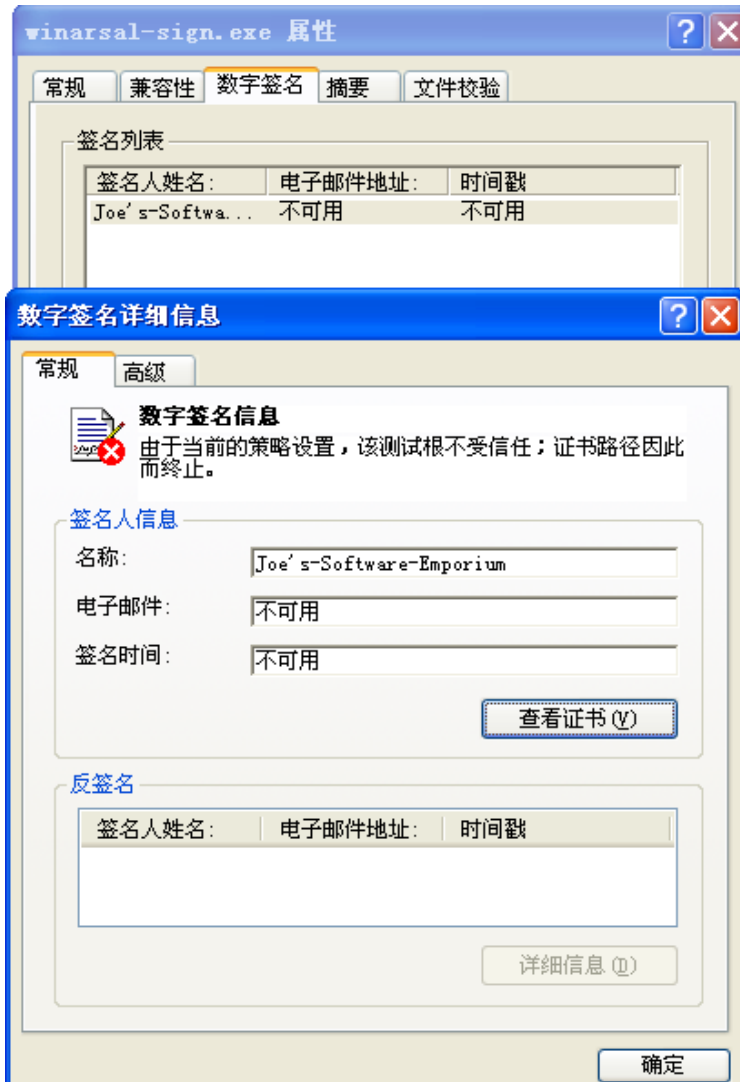 winarsal-sign.exe 属性
常规 兼容性 数字签名 摘要 文件校验
签名列表
签名人姓名: 电子邮件地址: 时间戳
Joe's-Softwa... 不可用 不可用
数字签名详细信息
常规 高级
数字签名信息
由于当前的策略设置，该测试根不受信任；证书路径因此
而终止。
签名人信息
名称: Joe's-Software-Emporium
电子邮件: 不可用
签名时间: 不可用
查看证书(V)
反签名
签名人姓名: 电子邮件地址: 时间戳
详细信息(D)
确定